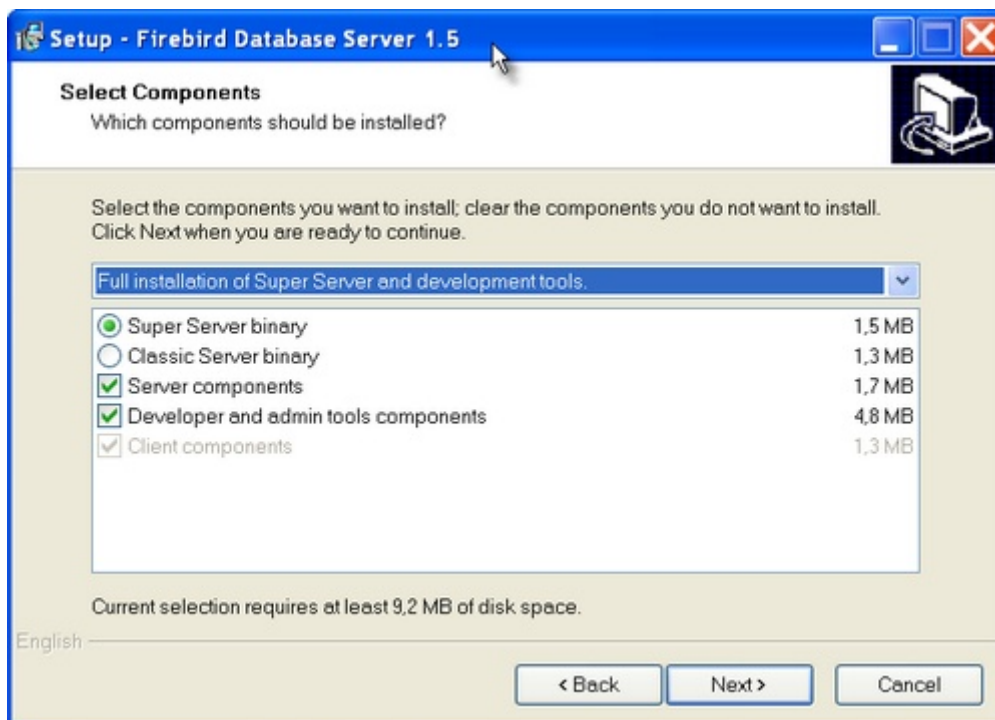 Setup - Firebird Database Server 1.5
Select Components
Which components should be installed?
Select the components you want to install; clear the components you do not want to install.
Click Next when you are ready to continue.
Full installation of Super Server and development tools.
Super Server binary 1,5 MB
Classic Server binary 1,3 MB
Server components 1,7 MB
Developer and admin tools components 4,8 MB
Client components 1,3 MB
Current selection requires at least 9,2 MB of disk space.
English
< Back Next > Cancel